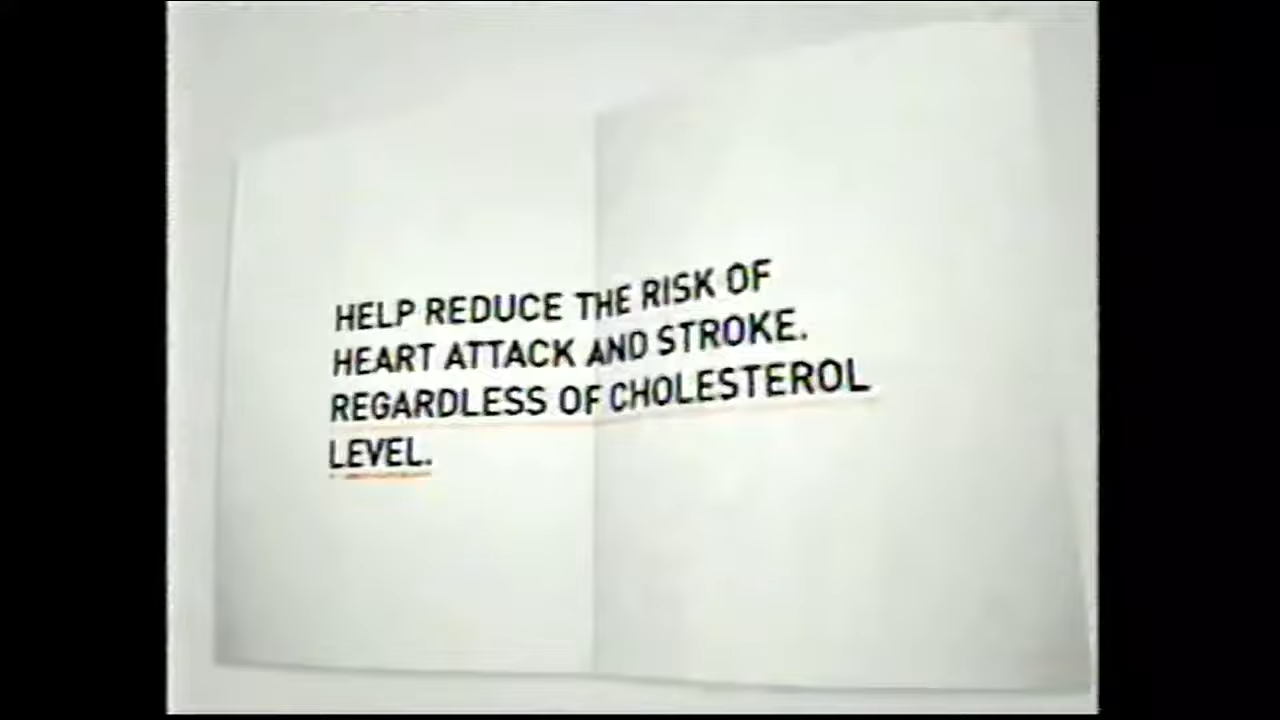 HELP REDUCE THE RISK OF
HEART ATTACK AND STROKE.
REGARDLESS OF CHOLESTEROL
LEVEL.